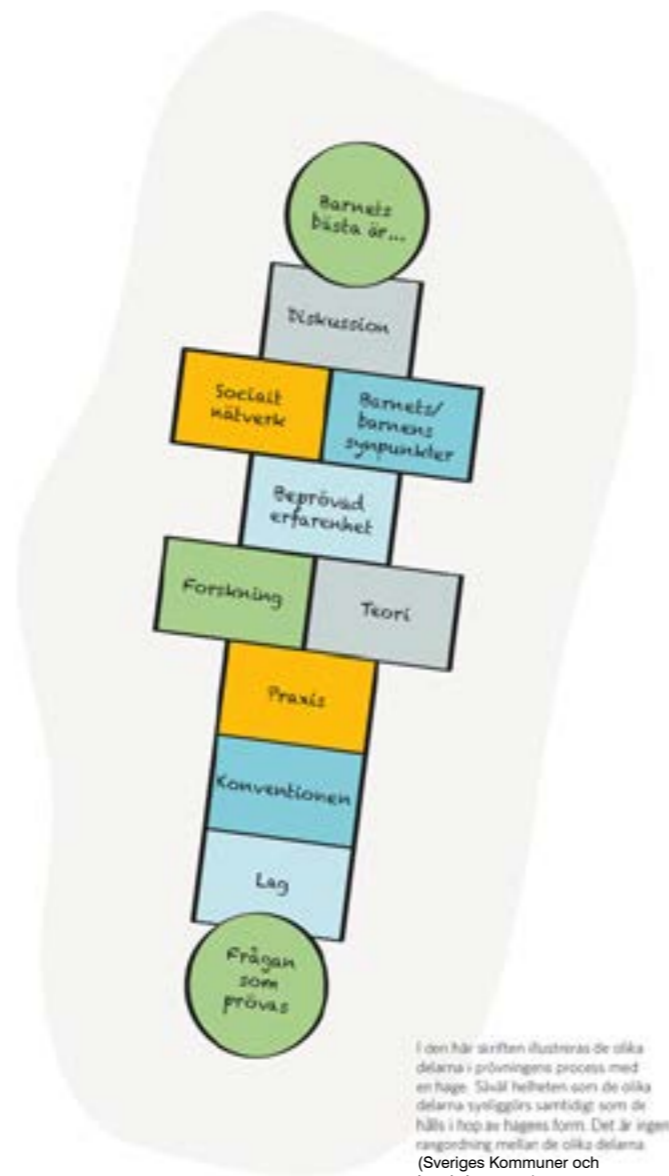 Barnets
bästa är...
Diskussion
Socialt
nätverk
Barnets/
barnens
synpunkter
Beprövad
erfarenhet
Forskning
Teori
Praxis
Konventionen
Lag
Frågan
som
prövas
I den här skriften illustreras de olika
delarna i prövningens process med
en hage. Såväl helheten som de olika
delarna synliggörs samtidigt som de
hålls i hop av hagens form. Det är ingen
rangordning mellan de olika delarna
(Sveriges Kommuner och